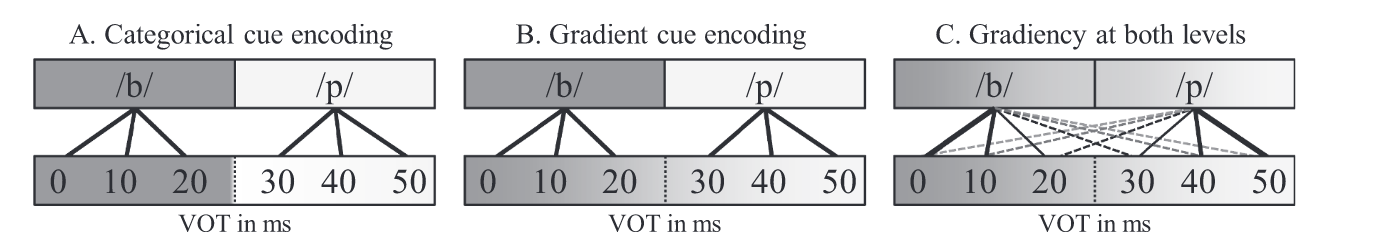 A. Categorical cue encoding
/b/ /p/
0 10 20 30 40 50
VOT in ms
B. Gradient cue encoding
/b/ /p/
0 10 20 30 40 50
VOT in ms
C. Gradiency at both levels
/b/ /p/
0 10 20 30 40 50
VOT in ms